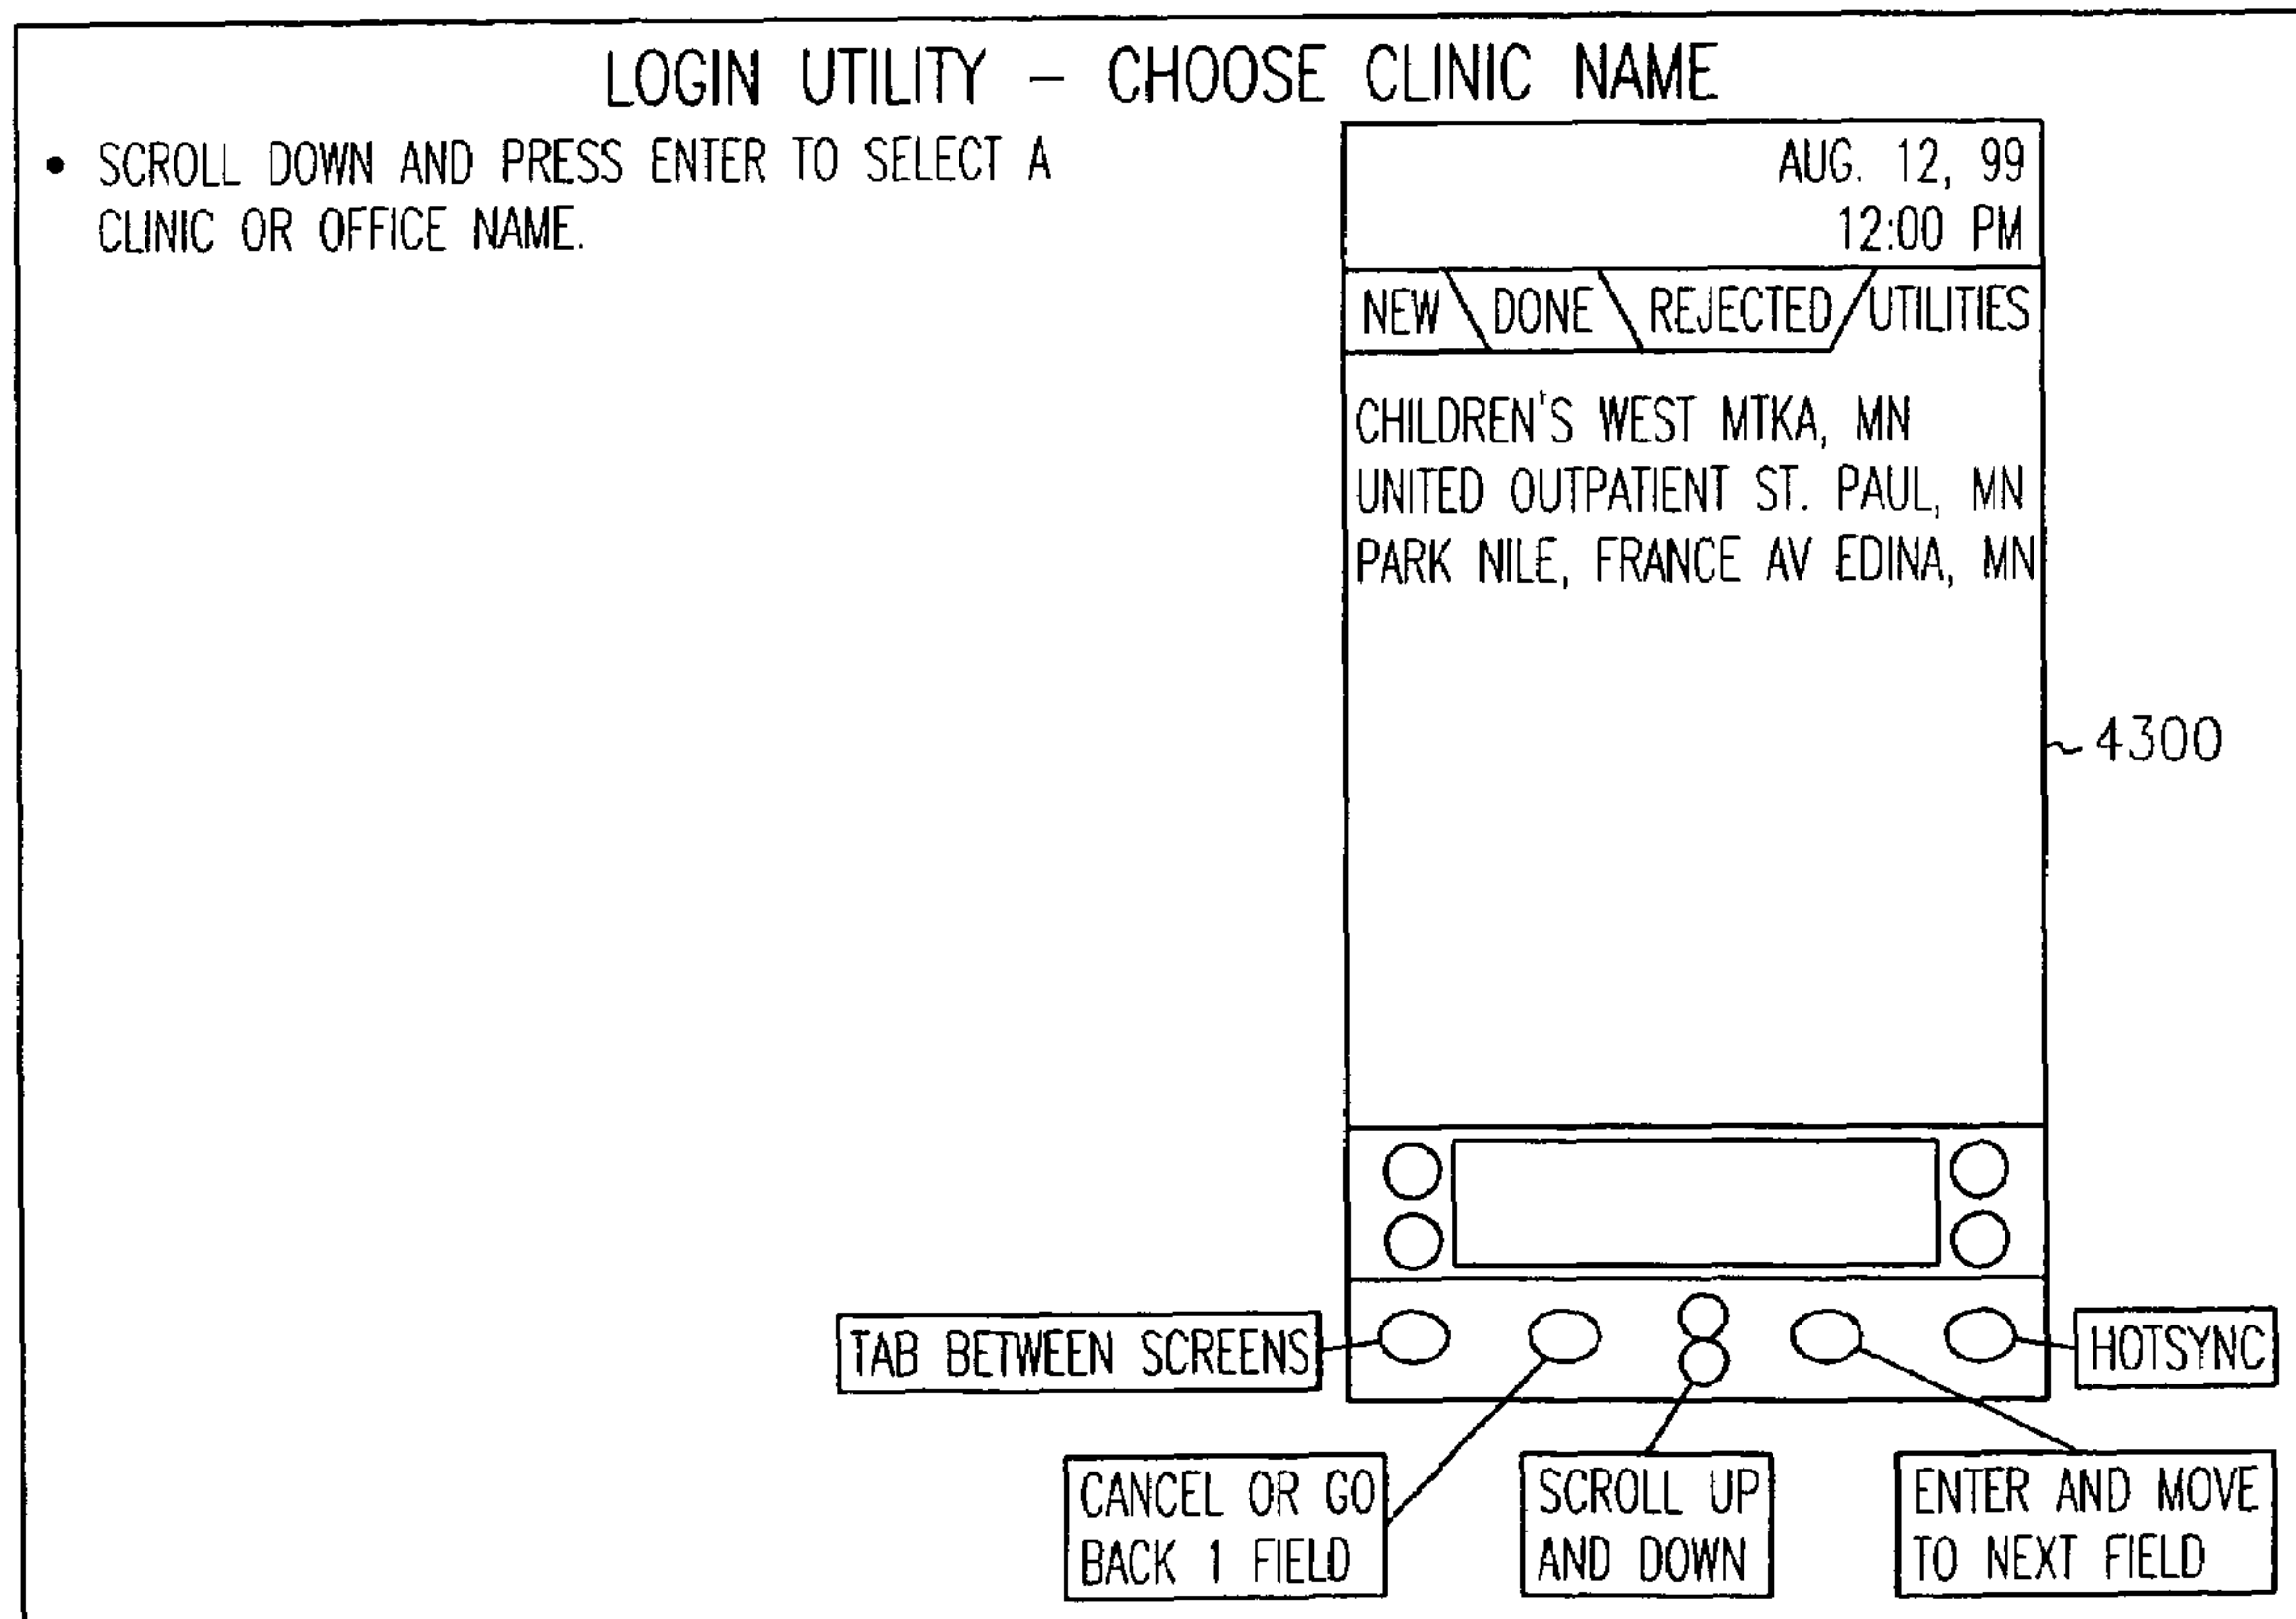 LOGIN UTILITY – CHOOSE CLINIC NAME
• SCROLL DOWN AND PRESS ENTER TO SELECT A
CLINIC OR OFFICE NAME.
AUG. 12, 99
12:00 PM
NEW DONE REJECTED UTILITIES
CHILDREN'S WEST MTKA, MN
UNITED OUTPATIENT ST. PAUL, MN
PARK NILE, FRANCE AV EDINA, MN
4300
TAB BETWEEN SCREENS
HOTSYNC
CANCEL OR GO
BACK 1 FIELD
SCROLL UP
AND DOWN
ENTER AND MOVE
TO NEXT FIELD